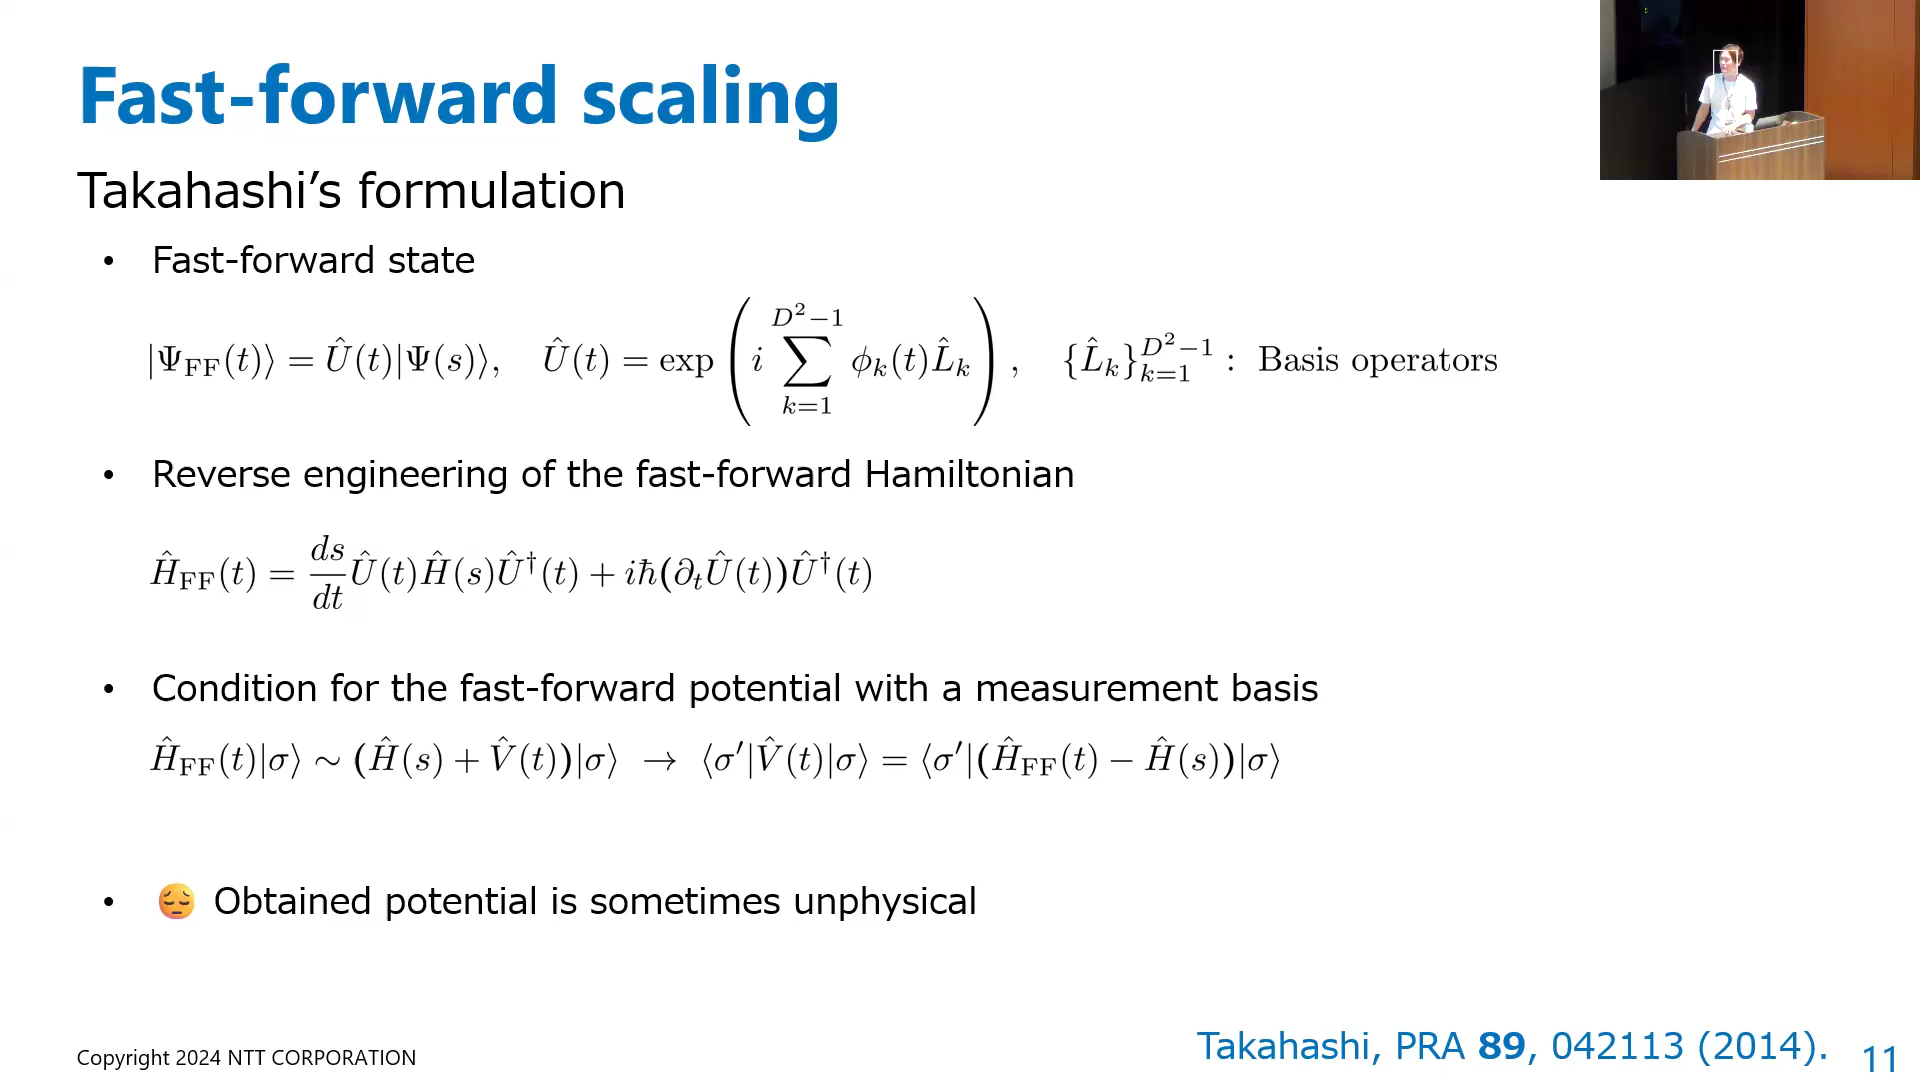 Fast-forward scaling
Takahashi's formulation
• Fast-forward state
|Ψ_FF(t)⟩ = Û(t)|Ψ(s)⟩, Û(t) = exp ( i ∑_{k=1}^{D²−1} ϕ_k(t)L̂_k ), {L̂_k}_{k=1}^{D²−1} : Basis operators
• Reverse engineering of the fast-forward Hamiltonian
Ĥ_FF(t) = ds/dt Û(t)Ĥ(s)Û†(t) + iħ(∂_tÛ(t))Û†(t)
• Condition for the fast-forward potential with a measurement basis
Ĥ_FF(t)|σ⟩ ∼ (Ĥ(s) + V̂(t))|σ⟩ → ⟨σ′|V̂(t)|σ⟩ = ⟨σ′|(Ĥ_FF(t) − Ĥ(s))|σ⟩
• 😔 Obtained potential is sometimes unphysical
Takahashi, PRA 89, 042113 (2014).
Copyright 2024 NTT CORPORATION
11